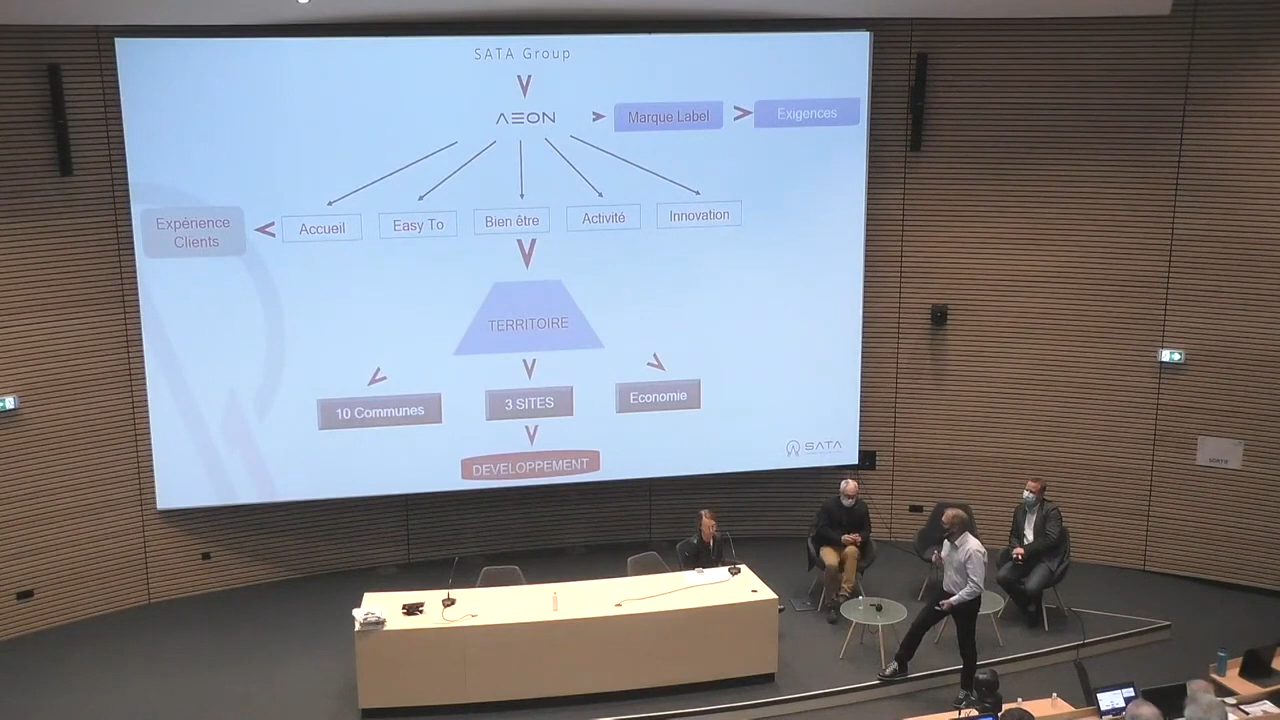 SATA Group
AEON
Marque Label
Exigences
Expérience
Clients
Accueil
Easy To
Bien être
Activité
Innovation
TERRITOIRE
10 Communes
3 SITES
Economie
DEVELOPPEMENT
SATA
SORTIE